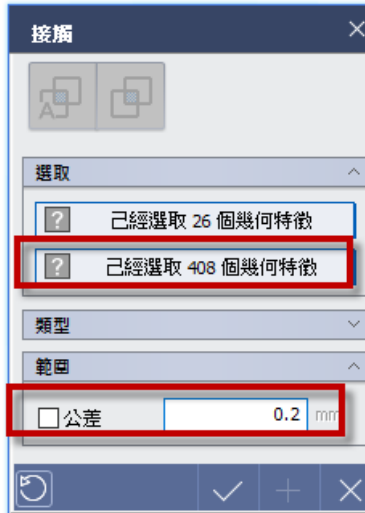 接觸
A
選取
已經選取 26 個幾何特徵
已經選取 408 個幾何特徵
類型
範圍
公差 0.2 mm